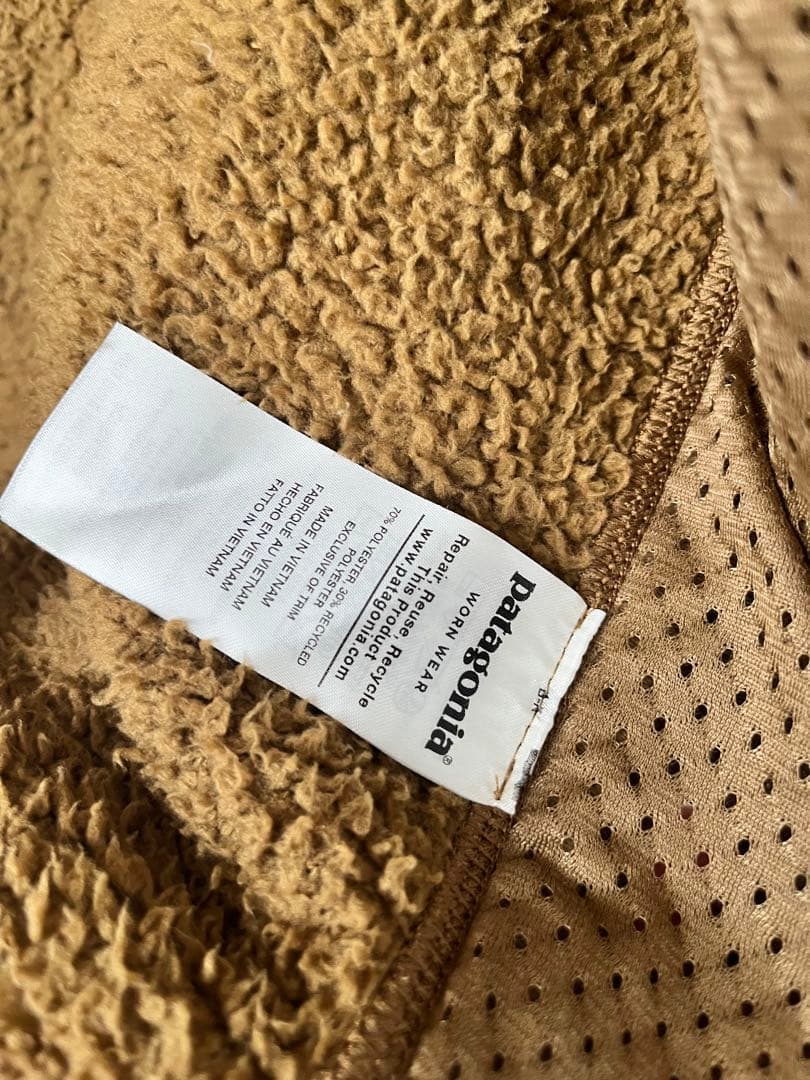 patagonia®
WORN WEAR
Repair, Reuse, Recycle
This Product
www.patagonia.com
70% POLYESTER, 30% RECYCLED
POLYESTER
EXCLUSIVE OF TRIM
MADE IN VIETNAM
FABRIQUÉ AU VIETNAM
HECHO EN VIETNAM
FATTO IN VIETNAM